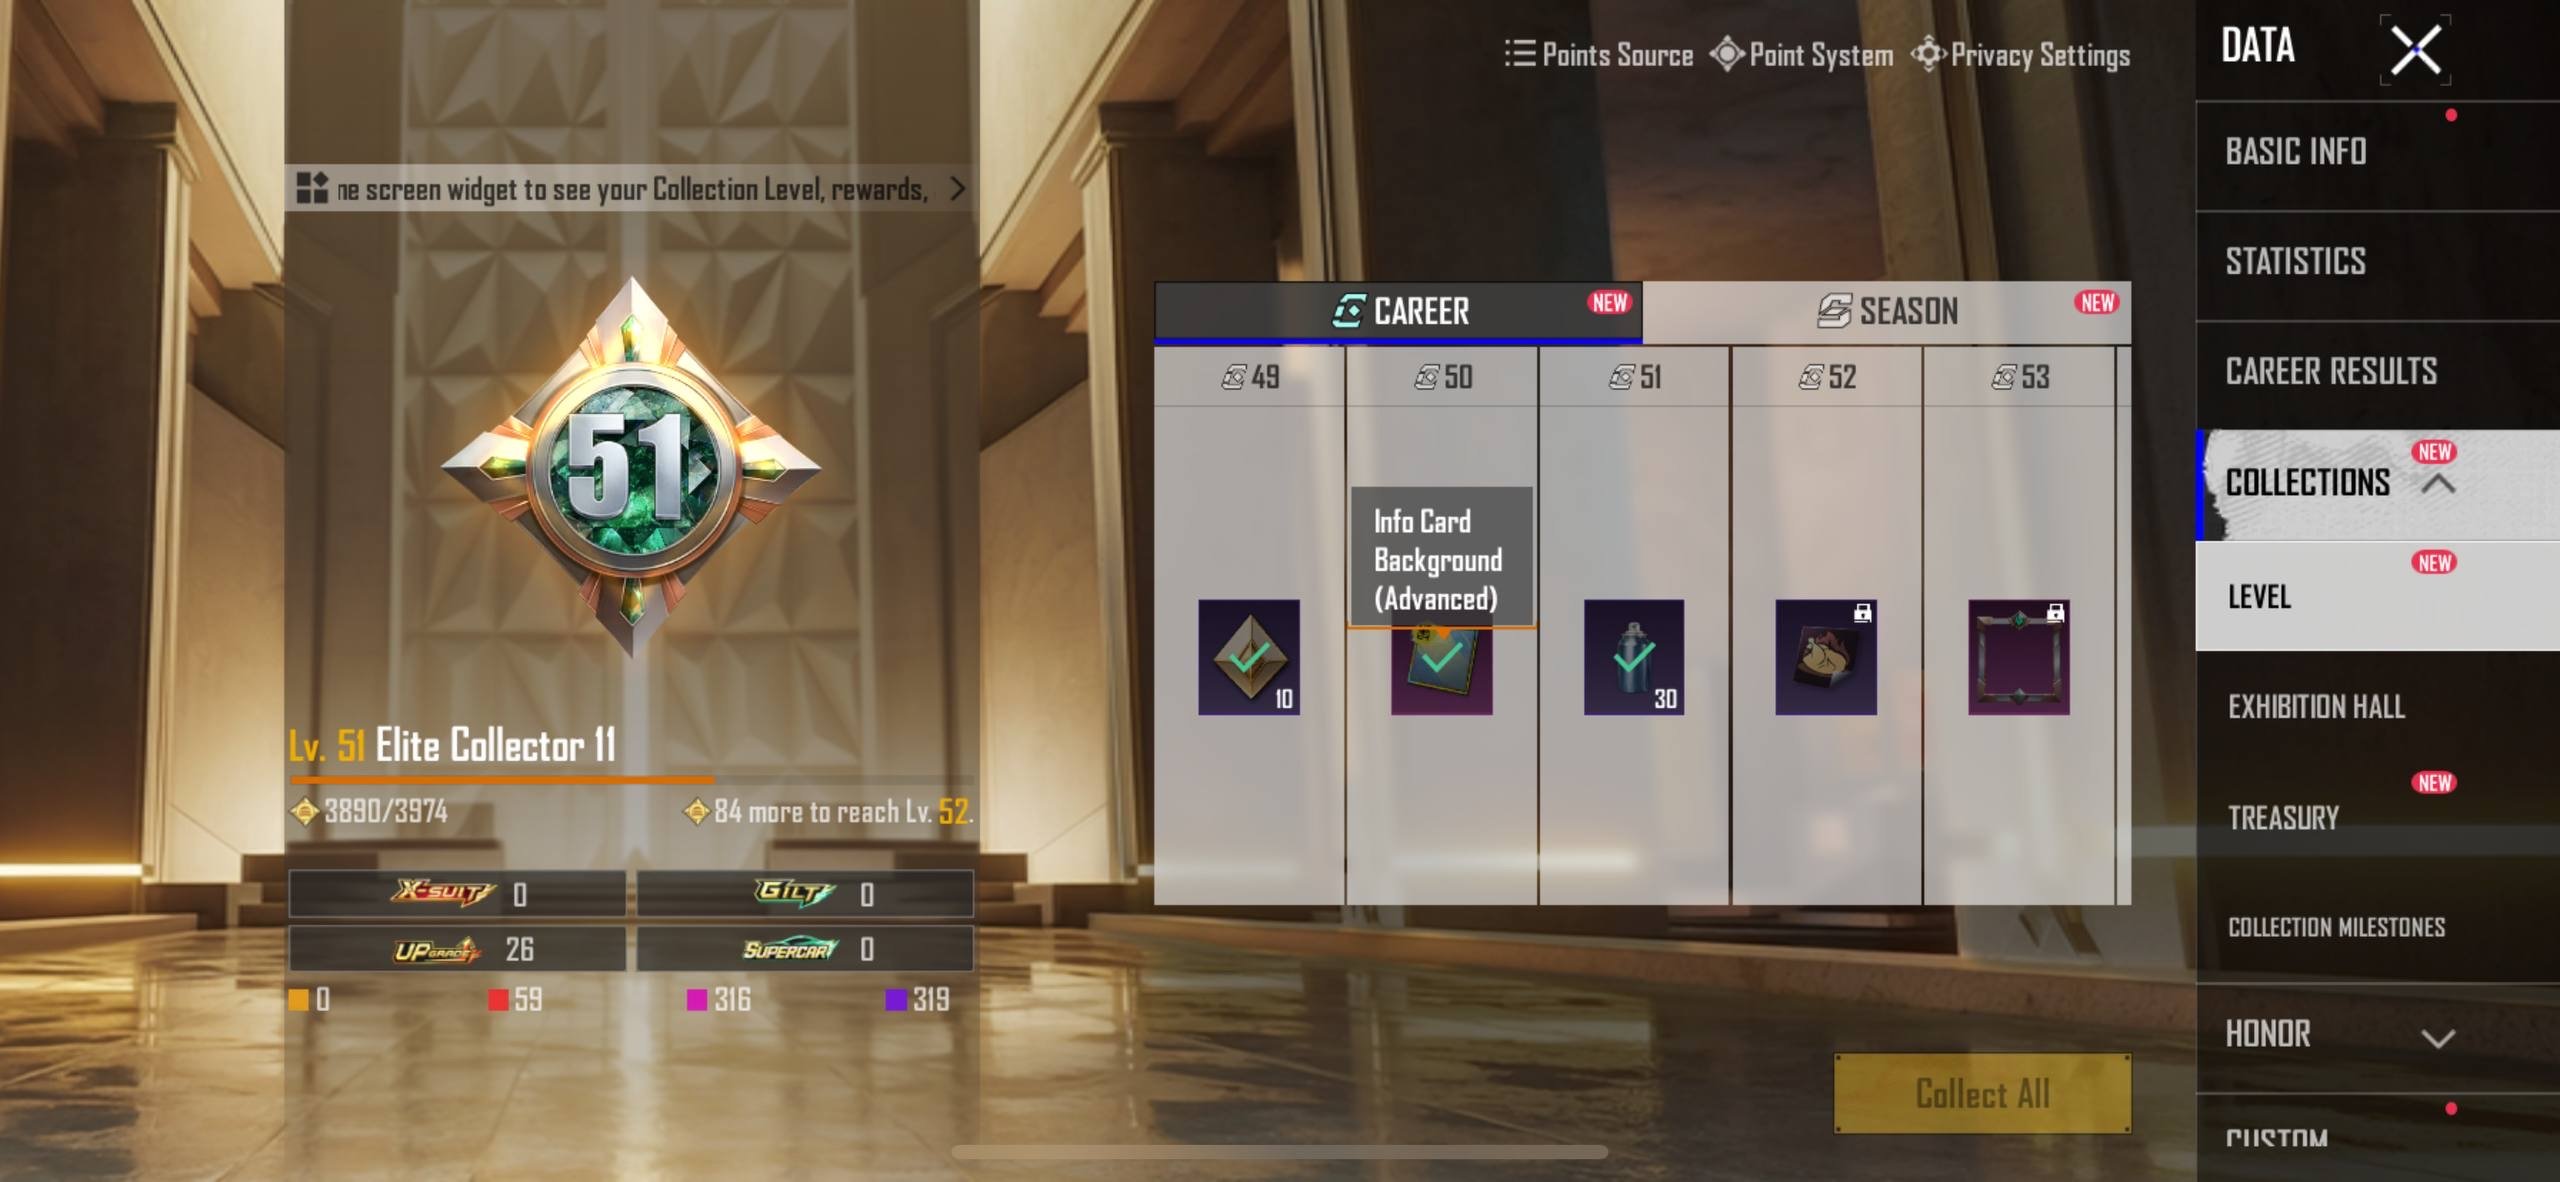 Points Source
Point System
Privacy Settings
DATA
BASIC INFO
STATISTICS
CAREER RESULTS
COLLECTIONS
NEW
LEVEL
NEW
EXHIBITION HALL
TREASURY
NEW
COLLECTION MILESTONES
HONOR
CUSTOM
screen widget to see your Collection Level, rewards,
51
Lv. 51 Elite Collector 11
3890/3974
84 more to reach Lv. 52.
X-SUIT 0
GILT 0
UPGRADE 26
SUPERCAR 0
0
59
316
319
CAREER
NEW
SEASON
NEW
49
50
51
52
53
Info Card
Background
(Advanced)
10
30
Collect All